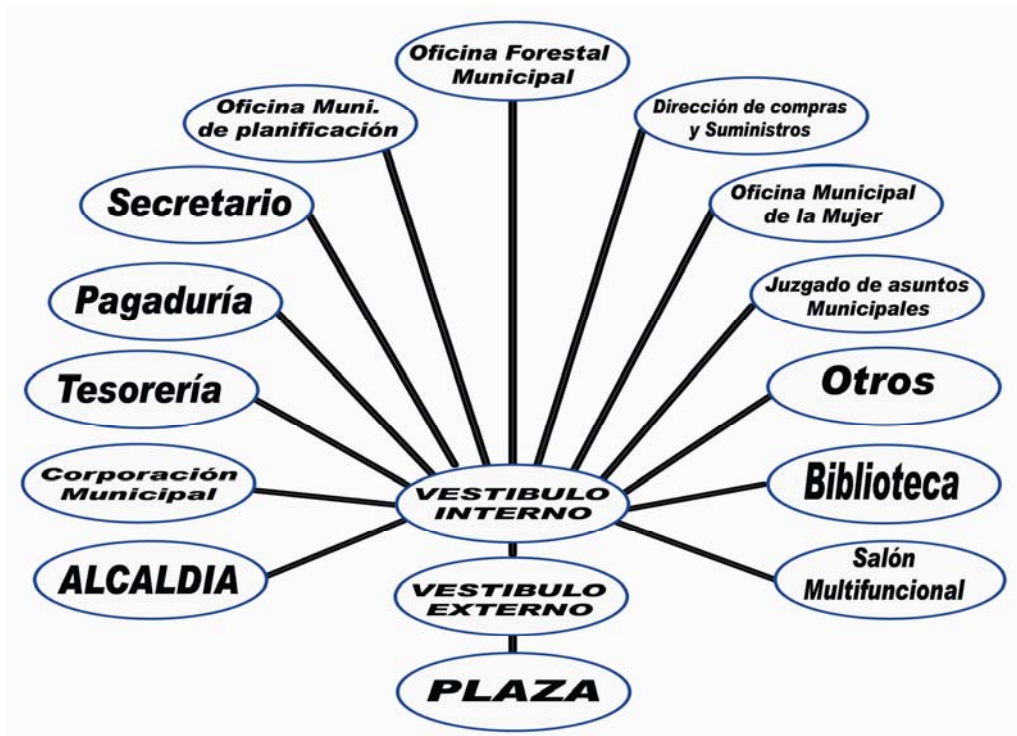 Oficina Forestal
Municipal
Oficina Muni.
de planificación
Dirección de compras
y Suministros
Secretario
Oficina Municipal
de la Mujer
Pagaduría
Juzgado de asuntos
Municipales
Tesorería
Otros
Corporación
Municipal
Biblioteca
VESTIBULO
INTERNO
ALCALDIA
Salón
Multifuncional
VESTIBULO
EXTERNO
PLAZA